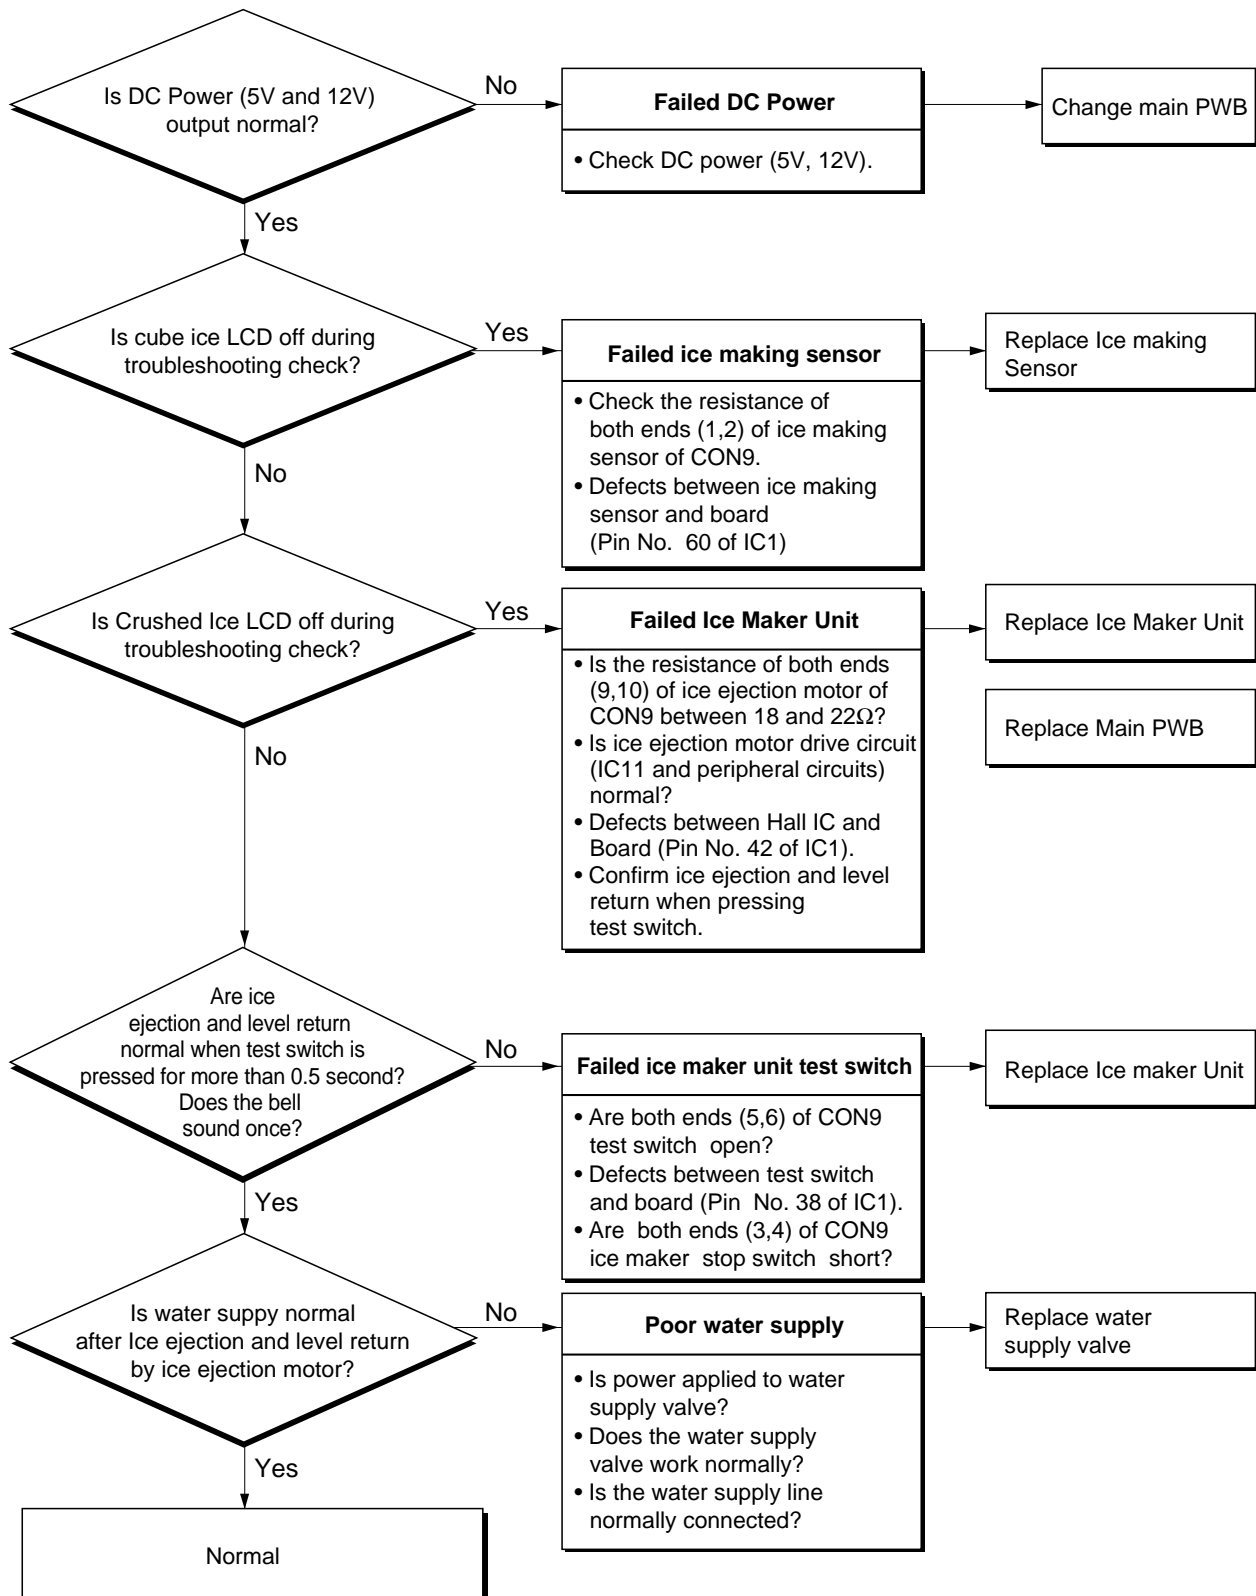 Is DC Power (5V and 12V)
output normal?
No
Failed DC Power
• Check DC power (5V, 12V).
Change main PWB
Yes
Is cube ice LCD off during
troubleshooting check?
Yes
Failed ice making sensor
• Check the resistance of
both ends (1,2) of ice making
sensor of CON9.
• Defects between ice making
sensor and board
(Pin No. 60 of IC1)
Replace Ice making
Sensor
No
Is Crushed Ice LCD off during
troubleshooting check?
Yes
Failed Ice Maker Unit
• Is the resistance of both ends
(9,10) of ice ejection motor of
CON9 between 18 and 22Ω?
• Is ice ejection motor drive circuit
(IC11 and peripheral circuits)
normal?
• Defects between Hall IC and
Board (Pin No. 42 of IC1).
• Confirm ice ejection and level
return when pressing
test switch.
Replace Ice Maker Unit
Replace Main PWB
No
Are ice
ejection and level return
normal when test switch is
pressed for more than 0.5 second?
Does the bell
sound once?
No
Failed ice maker unit test switch
• Are both ends (5,6) of CON9
test switch open?
• Defects between test switch
and board (Pin No. 38 of IC1).
• Are both ends (3,4) of CON9
ice maker stop switch short?
Replace Ice maker Unit
Yes
Is water suppy normal
after Ice ejection and level return
by ice ejection motor?
No
Poor water supply
• Is power applied to water
supply valve?
• Does the water supply
valve work normally?
• Is the water supply line
normally connected?
Replace water
supply valve
Yes
Normal